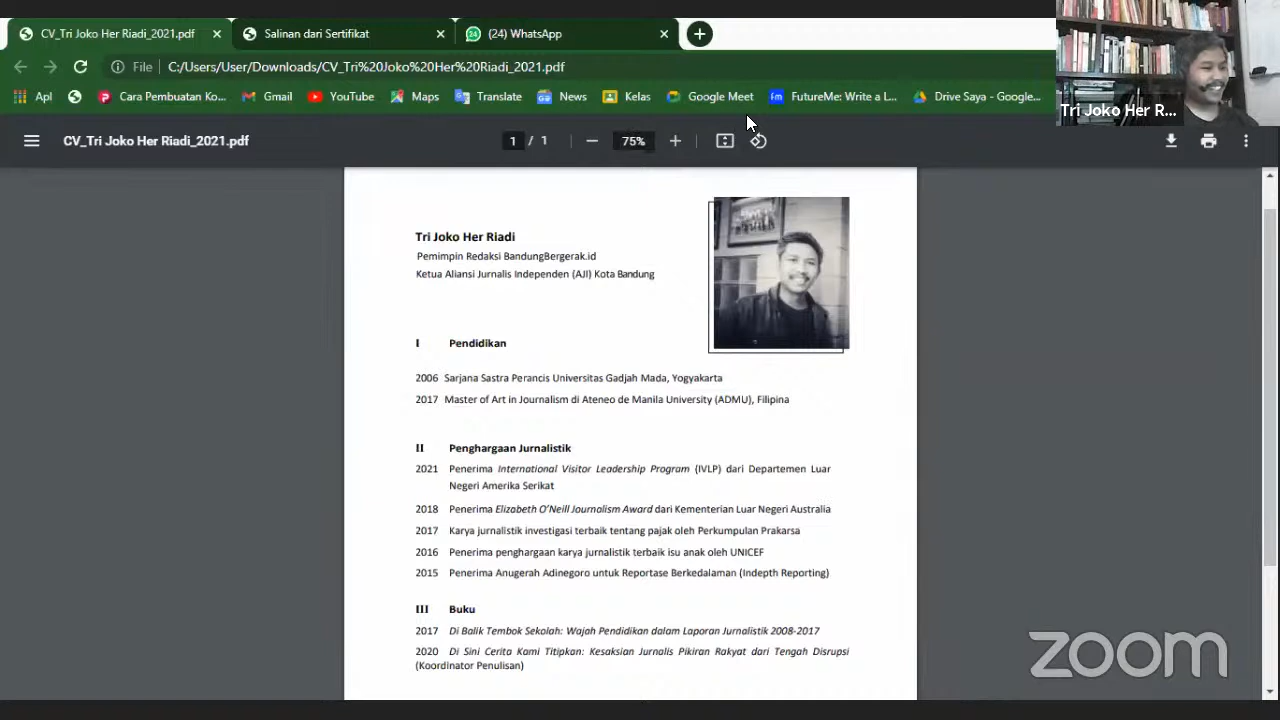 CV_Tri Joko Her Riadi_2021.pdf
Salinan dari Sertifikat
(24) WhatsApp
File C:/Users/User/Downloads/CV_Tri%20Joko%20Her%20Riadi_2021.pdf
Apl Cara Pembuatan Ko... Gmail YouTube Maps Translate News Kelas Google Meet FutureMe: Write a L... Drive Saya - Google...
Tri Joko Her R...
CV_Tri Joko Her Riadi_2021.pdf 1 / 1 75%
Tri Joko Her Riadi
Pemimpin Redaksi BandungBergerak.id
Ketua Aliansi Jurnalis Independen (AJI) Kota Bandung
I Pendidikan
2006 Sarjana Sastra Perancis Universitas Gadjah Mada, Yogyakarta
2017 Master of Art in Journalism di Ateneo de Manila University (ADMU), Filipina
II Penghargaan Jurnalistik
2021 Penerima International Visitor Leadership Program (IVLP) dari Departemen Luar
Negeri Amerika Serikat
2018 Penerima Elizabeth O'Neill Journalism Award dari Kementerian Luar Negeri Australia
2017 Karya jurnalistik investigasi terbaik tentang pajak oleh Perkumpulan Prakarsa
2016 Penerima penghargaan karya jurnalistik terbaik isu anak oleh UNICEF
2015 Penerima Anugerah Adinegoro untuk Reportase Berkedalaman (Indepth Reporting)
III Buku
2017 Di Balik Tembok Sekolah: Wajah Pendidikan dalam Laporan Jurnalistik 2008-2017
2020 Di Sini Cerita Kami Titipkan: Kesaksian Jurnalis Pikiran Rakyat dari Tengah Disrupsi
(Koordinator Penulisan)
zoom